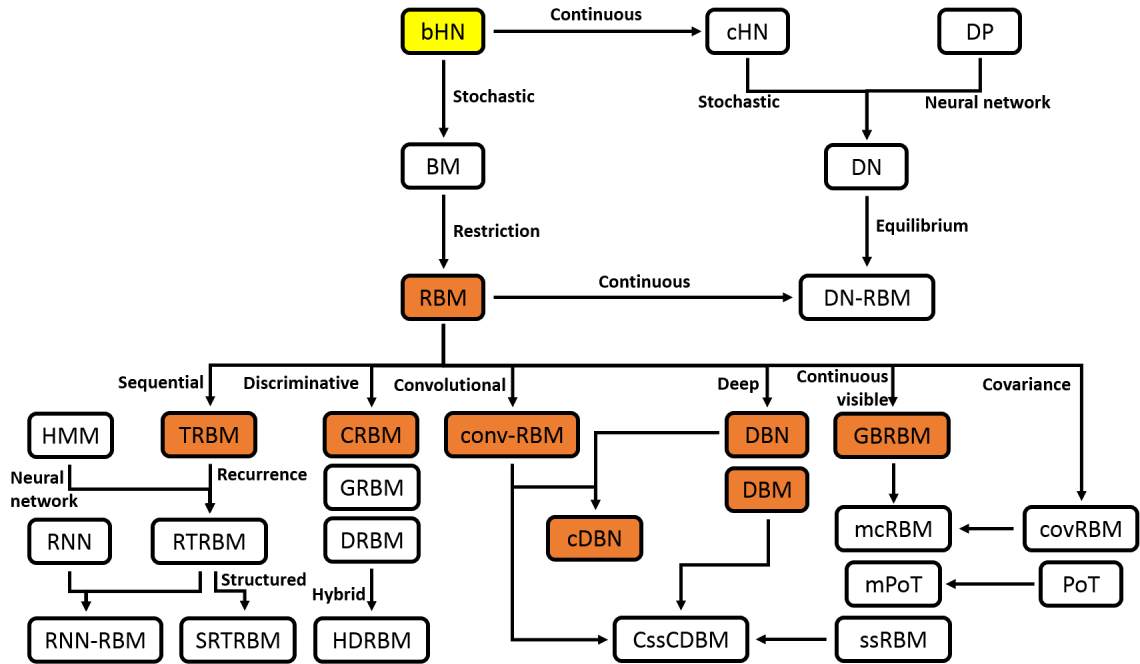 Continuous
bHN
cHN
DP
Stochastic
Stochastic
Neural network
BM
DN
Restriction
Equilibrium
RBM
Continuous
DN-RBM
Sequential
Discriminative
Convolutional
Deep
Continuous
visible
Covariance
HMM
TRBM
CRBM
conv-RBM
DBN
GBRBM
Neural
network
Recurrence
GRBM
DBM
RNN
RTRBM
DRBM
cDBN
mcRBM
covRBM
Structured
Hybrid
mPoT
PoT
RNN-RBM
SRTRBM
HDRBM
CssCDBM
ssRBM